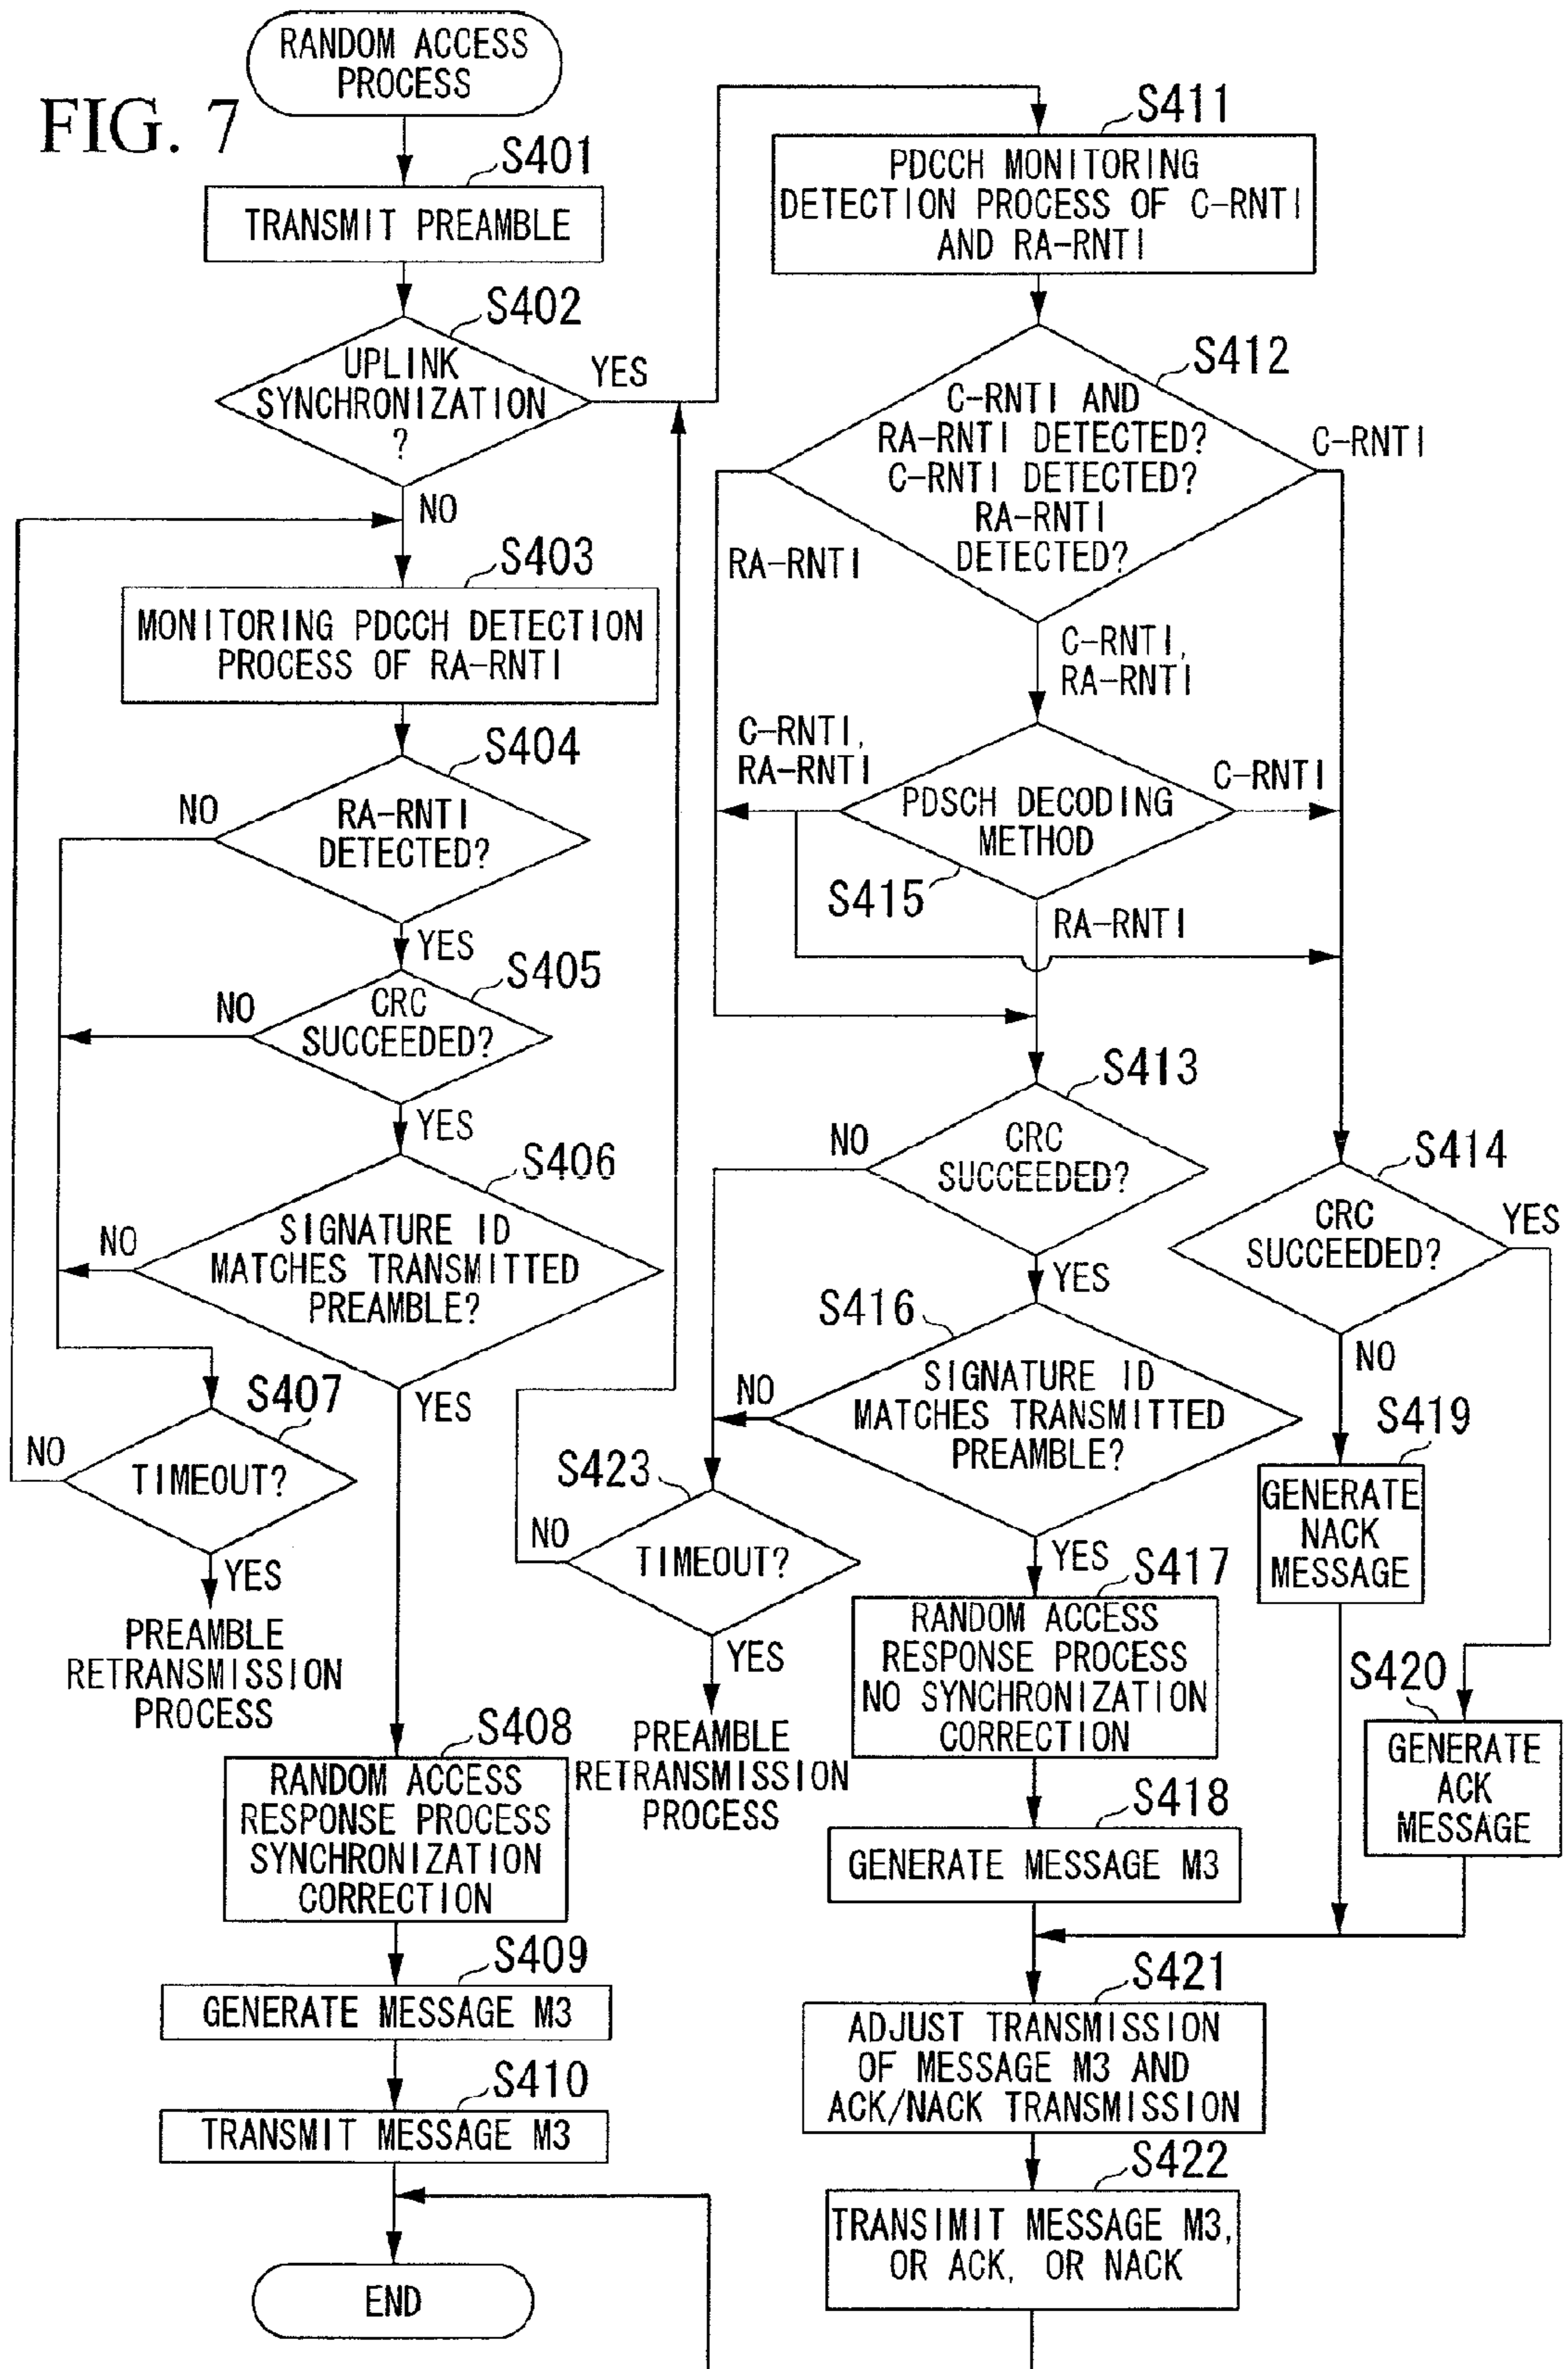 FIG. 7
RANDOM ACCESS
PROCESS
S401
TRANSMIT PREAMBLE
S402
UPLINK
SYNCHRONIZATION
?
YES
NO
S403
MONITORING PDCCH DETECTION
PROCESS OF RA-RNTI
S404
RA-RNTI
DETECTED?
NO
YES
S405
CRC
SUCCEEDED?
NO
YES
S406
SIGNATURE ID
MATCHES TRANSMITTED
PREAMBLE?
NO
YES
S407
TIMEOUT?
NO
YES
PREAMBLE
RETRANSMISSION
PROCESS
S408
RANDOM ACCESS
RESPONSE PROCESS
SYNCHRONIZATION
CORRECTION
S409
GENERATE MESSAGE M3
S410
TRANSMIT MESSAGE M3
END
S411
PDCCH MONITORING
DETECTION PROCESS OF C-RNTI
AND RA-RNTI
S412
C-RNTI AND
RA-RNTI DETECTED?
C-RNTI DETECTED?
RA-RNTI
DETECTED?
C-RNTI
RA-RNTI
C-RNTI,
RA-RNTI
C-RNTI,
RA-RNTI
PDSCH DECODING
METHOD
C-RNTI
S415
RA-RNTI
S413
CRC
SUCCEEDED?
NO
YES
S414
CRC
SUCCEEDED?
YES
NO
S416
SIGNATURE ID
MATCHES TRANSMITTED
PREAMBLE?
NO
YES
S423
TIMEOUT?
NO
YES
PREAMBLE
RETRANSMISSION
PROCESS
S417
RANDOM ACCESS
RESPONSE PROCESS
NO SYNCHRONIZATION
CORRECTION
S418
GENERATE MESSAGE M3
S419
GENERATE
NACK
MESSAGE
S420
GENERATE
ACK
MESSAGE
S421
ADJUST TRANSMISSION
OF MESSAGE M3 AND
ACK/NACK TRANSMISSION
S422
TRANSIMIT MESSAGE M3,
OR ACK, OR NACK